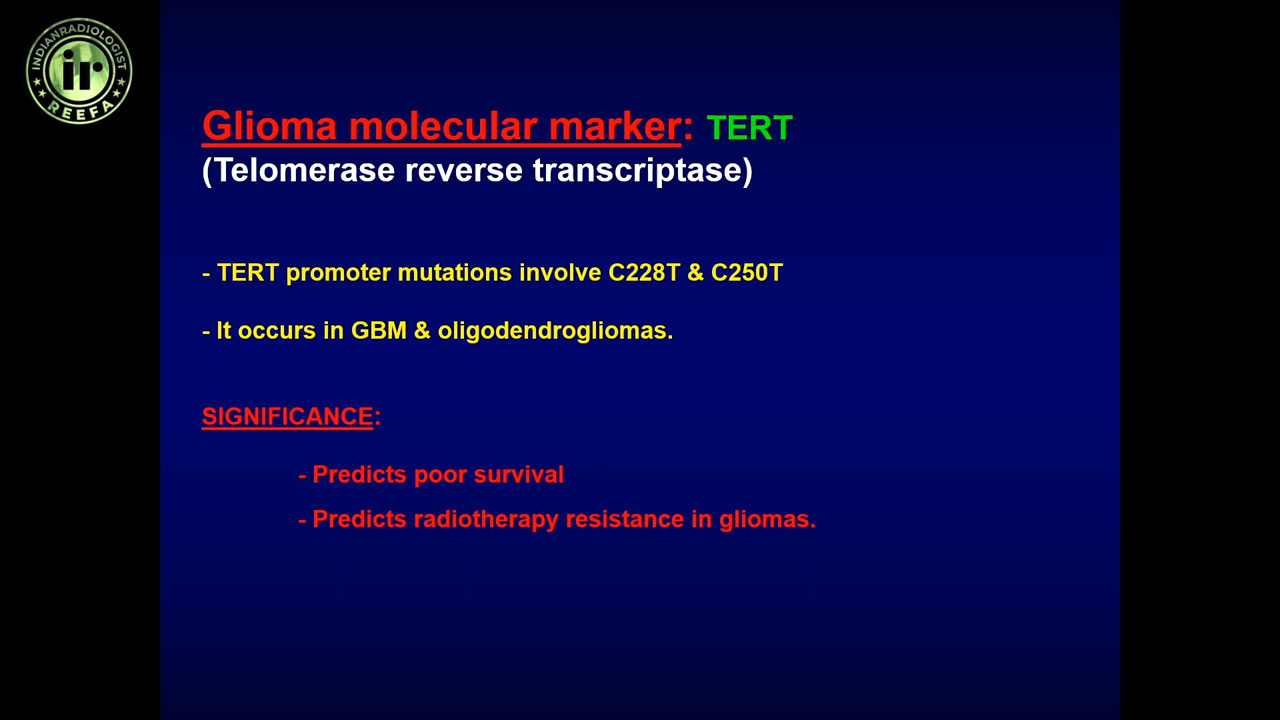 INDIANRADIOLOGIST
ir
REEFA
Glioma molecular marker: TERT
(Telomerase reverse transcriptase)
- TERT promoter mutations involve C228T & C250T
- It occurs in GBM & oligodendrogliomas.
SIGNIFICANCE:
- Predicts poor survival
- Predicts radiotherapy resistance in gliomas.